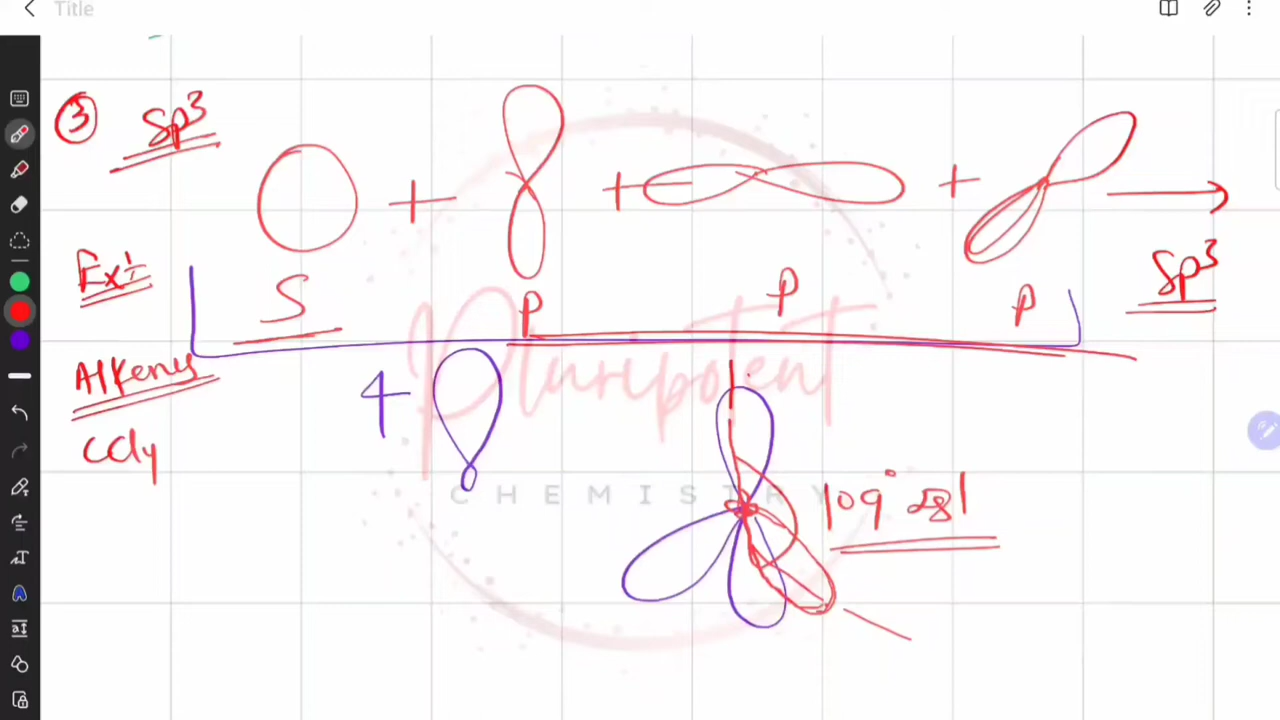 Title
③ Sp³
+ + +
Ex:
S p p p Sp³
Alkenes
4
CCl4
109° 28'
Pluripotent
CHEMISTRY